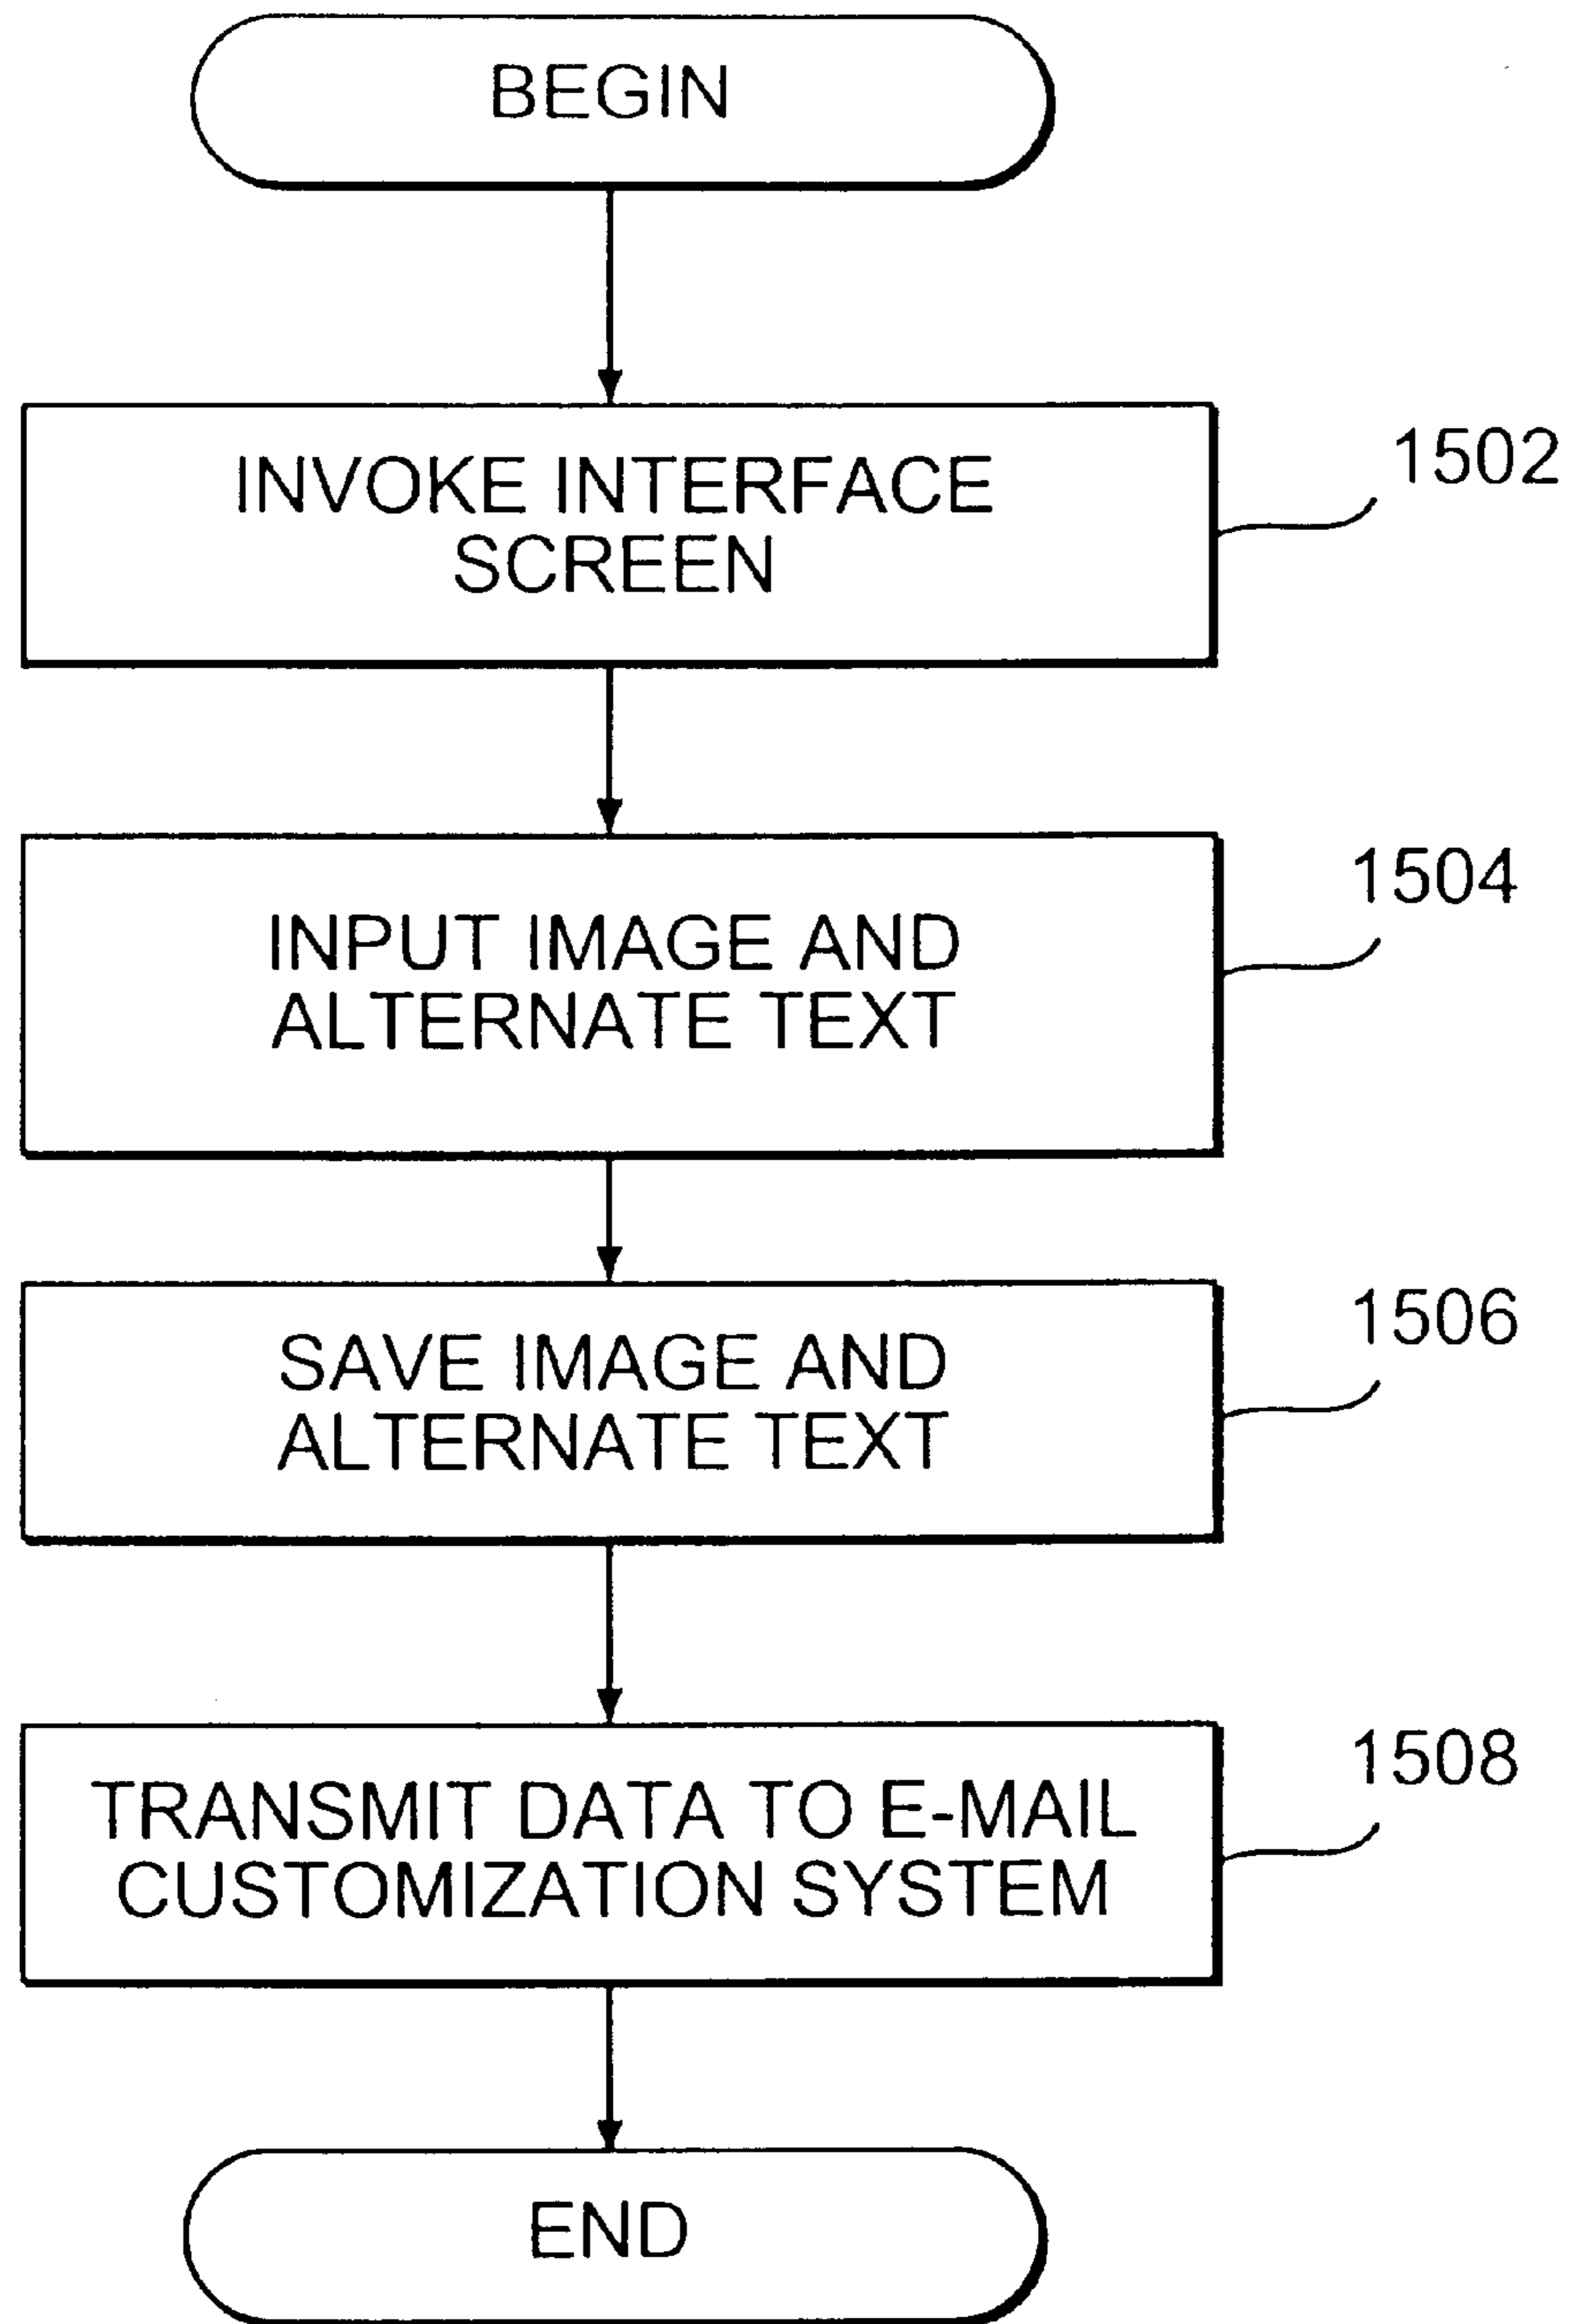 BEGIN
INVOKE INTERFACE
SCREEN
1502
INPUT IMAGE AND
ALTERNATE TEXT
1504
SAVE IMAGE AND
ALTERNATE TEXT
1506
TRANSMIT DATA TO E-MAIL
CUSTOMIZATION SYSTEM
1508
END